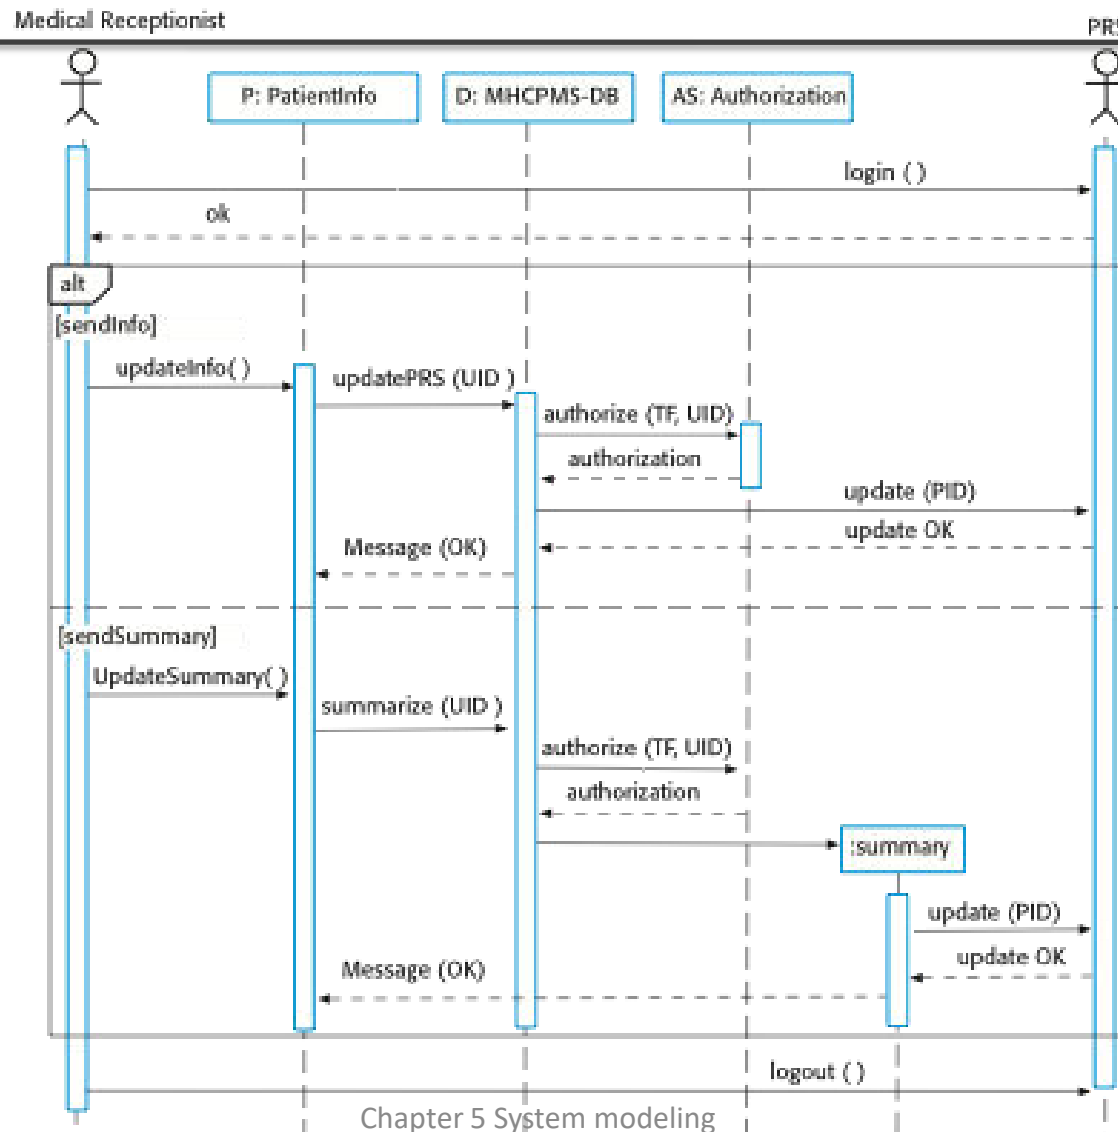 Medical Receptionist
PRS
P: PatientInfo
D: MHCPMS-DB
AS: Authorization
login ( )
ok
alt
[sendInfo]
updateInfo( )
updatePRS (UID )
authorize (TF, UID)
authorization
update (PID)
update OK
Message (OK)
[sendSummary]
UpdateSummary( )
summarize (UID )
authorize (TF, UID)
authorization
:summary
update (PID)
update OK
Message (OK)
logout ( )
Chapter 5 System modeling